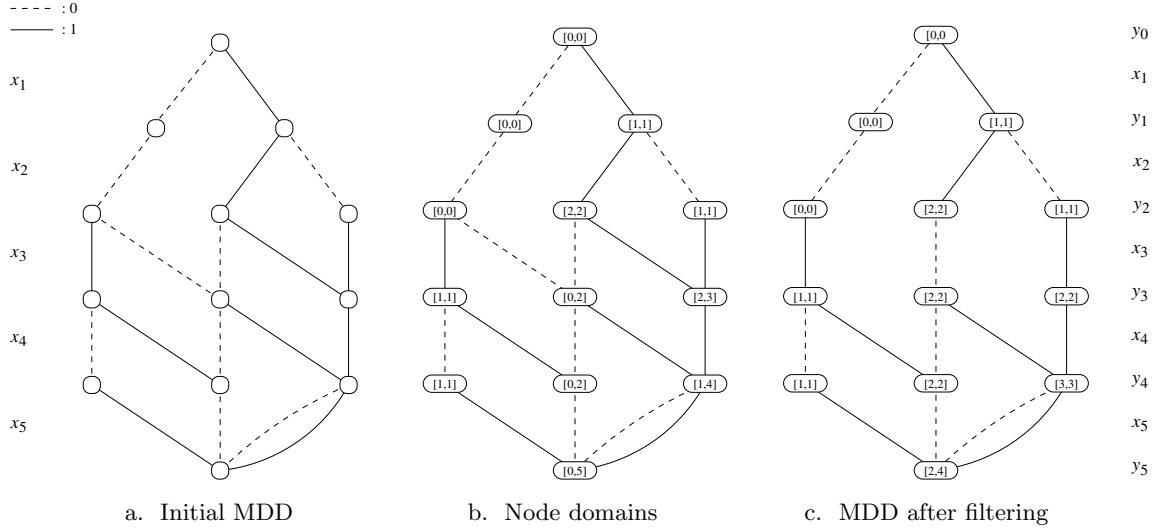 : 0
: 1
x1
x2
x3
x4
x5
[0,0]
[0,0] [1,1]
[0,0] [2,2] [1,1]
[1,1] [0,2] [2,3]
[1,1] [0,2] [1,4]
[0,5]
[0,0
[0,0] [1,1]
[0,0] [2,2] [1,1]
[1,1] [2,2] [2,2]
[1,1] [2,2] [3,3]
[2,4]
y0
x1
y1
x2
y2
x3
y3
x4
y4
x5
y5
a. Initial MDD
b. Node domains
c. MDD after filtering